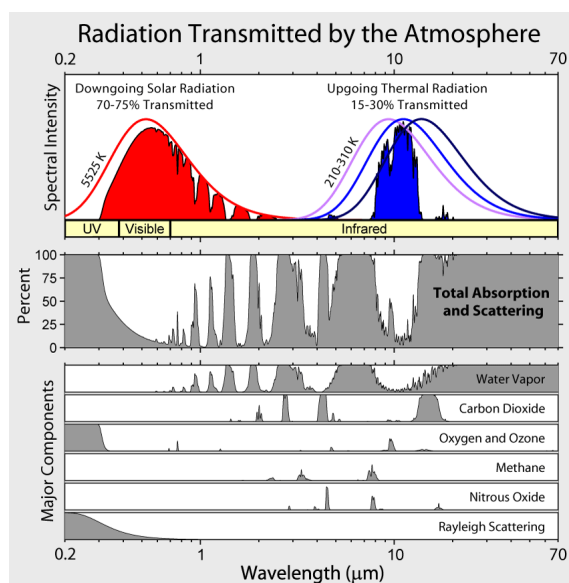 Radiation Transmitted by the Atmosphere
0.2 1 10 70
Downgoing Solar Radiation
70-75% Transmitted
Upgoing Thermal Radiation
15-30% Transmitted
Spectral Intensity
5525 K
210-310 K
UV Visible Infrared
Percent
100
75
50
25
0
Total Absorption
and Scattering
Major Components
Water Vapor
Carbon Dioxide
Oxygen and Ozone
Methane
Nitrous Oxide
Rayleigh Scattering
0.2 1 10 70
Wavelength (μm)